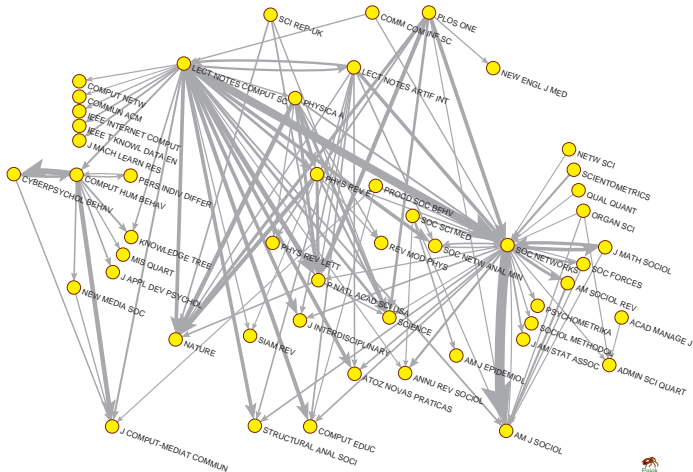 SCI REP-UK
COMM COM INF SC
PLOS ONE
NEW ENGL J MED
LECT NOTES COMPUT SC
LECT NOTES ARTIF INT
PHYSICA A
COMPUT NETW
COMMUN ACM
IEEE INTERNET COMPUT
IEEE T KNOWL DATA EN
J MACH LEARN RES
CYBERPSYCHOL BEHAV
COMPUT HUM BEHAV
PERS INDIV DIFFER
PHYS REV E
PROCD SOC BEHV
SOC SCI MED
NETW SCI
SCIENTOMETRICS
QUAL QUANT
ORGAN SCI
KNOWLEDGE TREE
MIS QUART
J APPL DEV PSYCHOL
NEW MEDIA SOC
PHYS REV LETT
REV MOD PHYS
SOC NETW ANAL MIN
SOC NETWORKS
J MATH SOCIOL
SOC FORCES
AM SOCIOL REV
P NATL ACAD SCI USA
PSYCHOMETRIKA
SOCIOL METHODOL
J AM STAT ASSOC
ACAD MANAGE J
ADMIN SCI QUART
NATURE
SIAM REV
J INTERDISCIPLINARY
SCIENCE
AM J EPIDEMIOL
ATOZ NOVAS PRATICAS
ANNU REV SOCIOL
J COMPUT-MEDIAT COMMUN
STRUCTURAL ANAL SOCI
COMPUT EDUC
AM J SOCIOL
Pajek